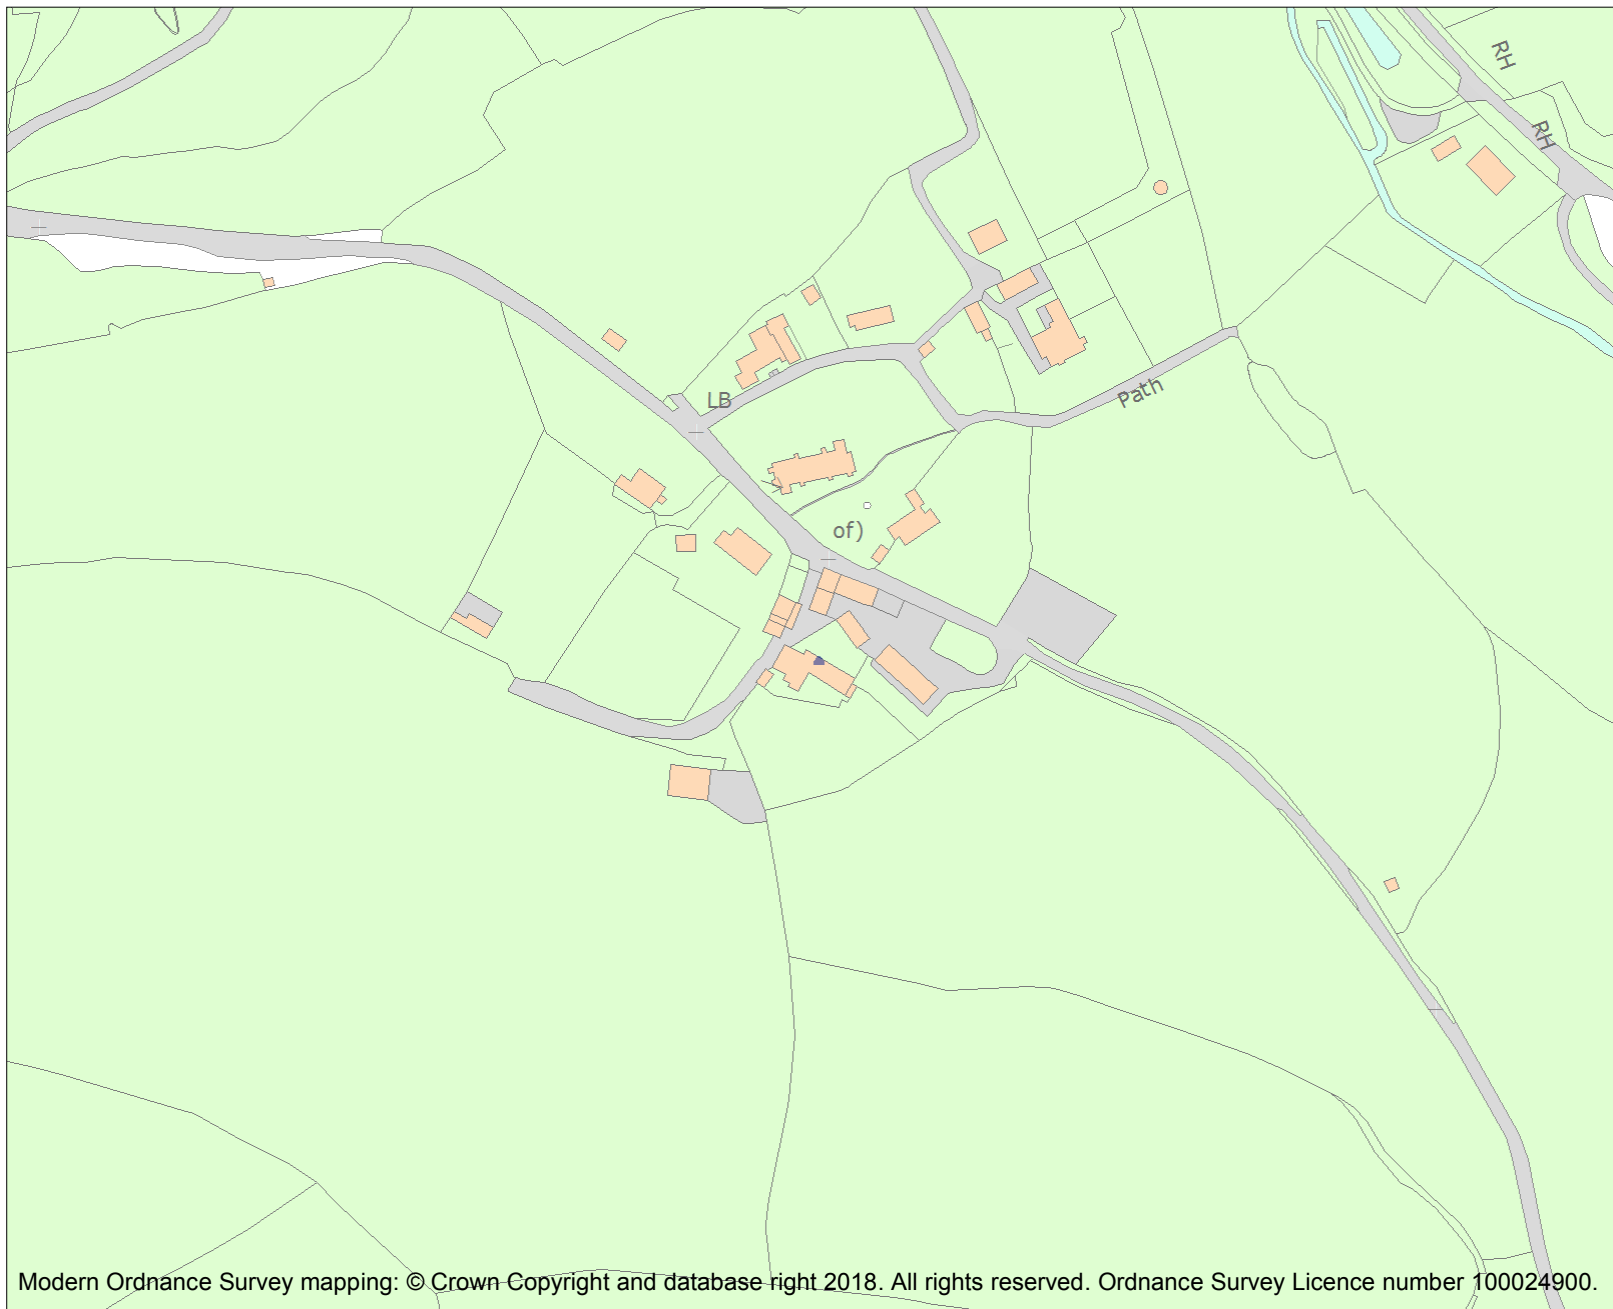 RH
RH
Path
LB
of)
Modern Ordnance Survey mapping: © Crown Copyright and database right 2018. All rights reserved. Ordnance Survey Licence number 100024900.